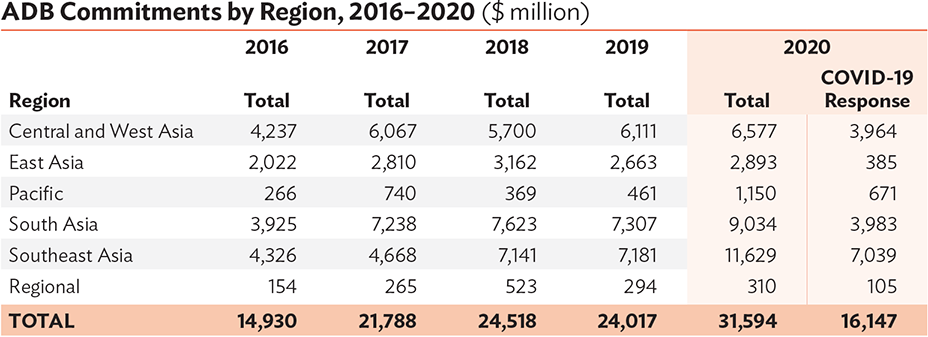 ADB Commitments by Region, 2016–2020 ($ million)
2016 2017 2018 2019 2020
COVID-19
Region Total Total Total Total Total Response
Central and West Asia 4,237 6,067 5,700 6,111 6,577 3,964
East Asia 2,022 2,810 3,162 2,663 2,893 385
Pacific 266 740 369 461 1,150 671
South Asia 3,925 7,238 7,623 7,307 9,034 3,983
Southeast Asia 4,326 4,668 7,141 7,181 11,629 7,039
Regional 154 265 523 294 310 105
TOTAL 14,930 21,788 24,518 24,017 31,594 16,147